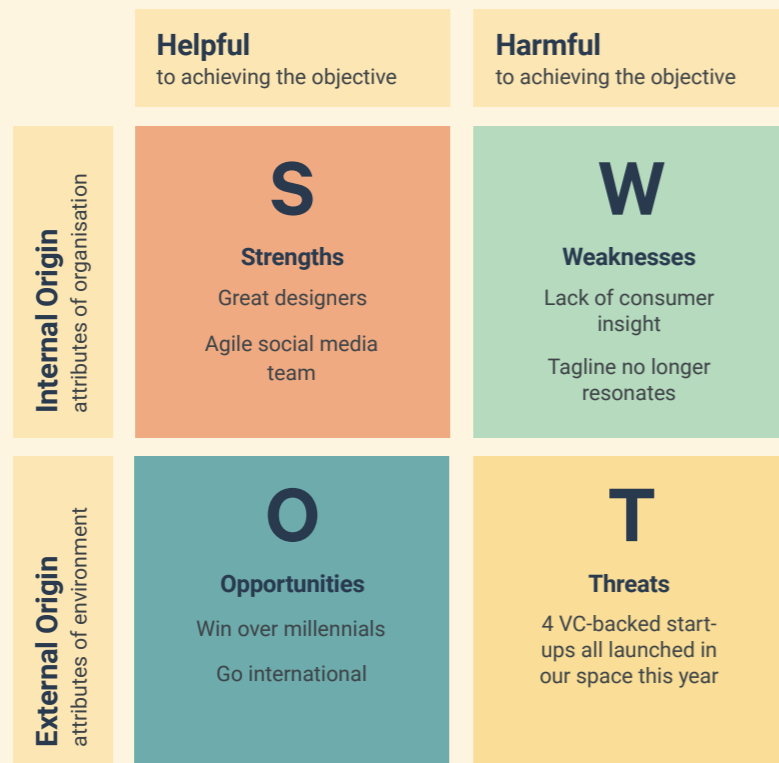 Helpful
to achieving the objective
Harmful
to achieving the objective
Internal Origin
attributes of organisation
S
Strengths
Great designers
Agile social media
team
W
Weaknesses
Lack of consumer
insight
Tagline no longer
resonates
External Origin
attributes of environment
O
Opportunities
Win over millennials
Go international
T
Threats
4 VC-backed start-
ups all launched in
our space this year